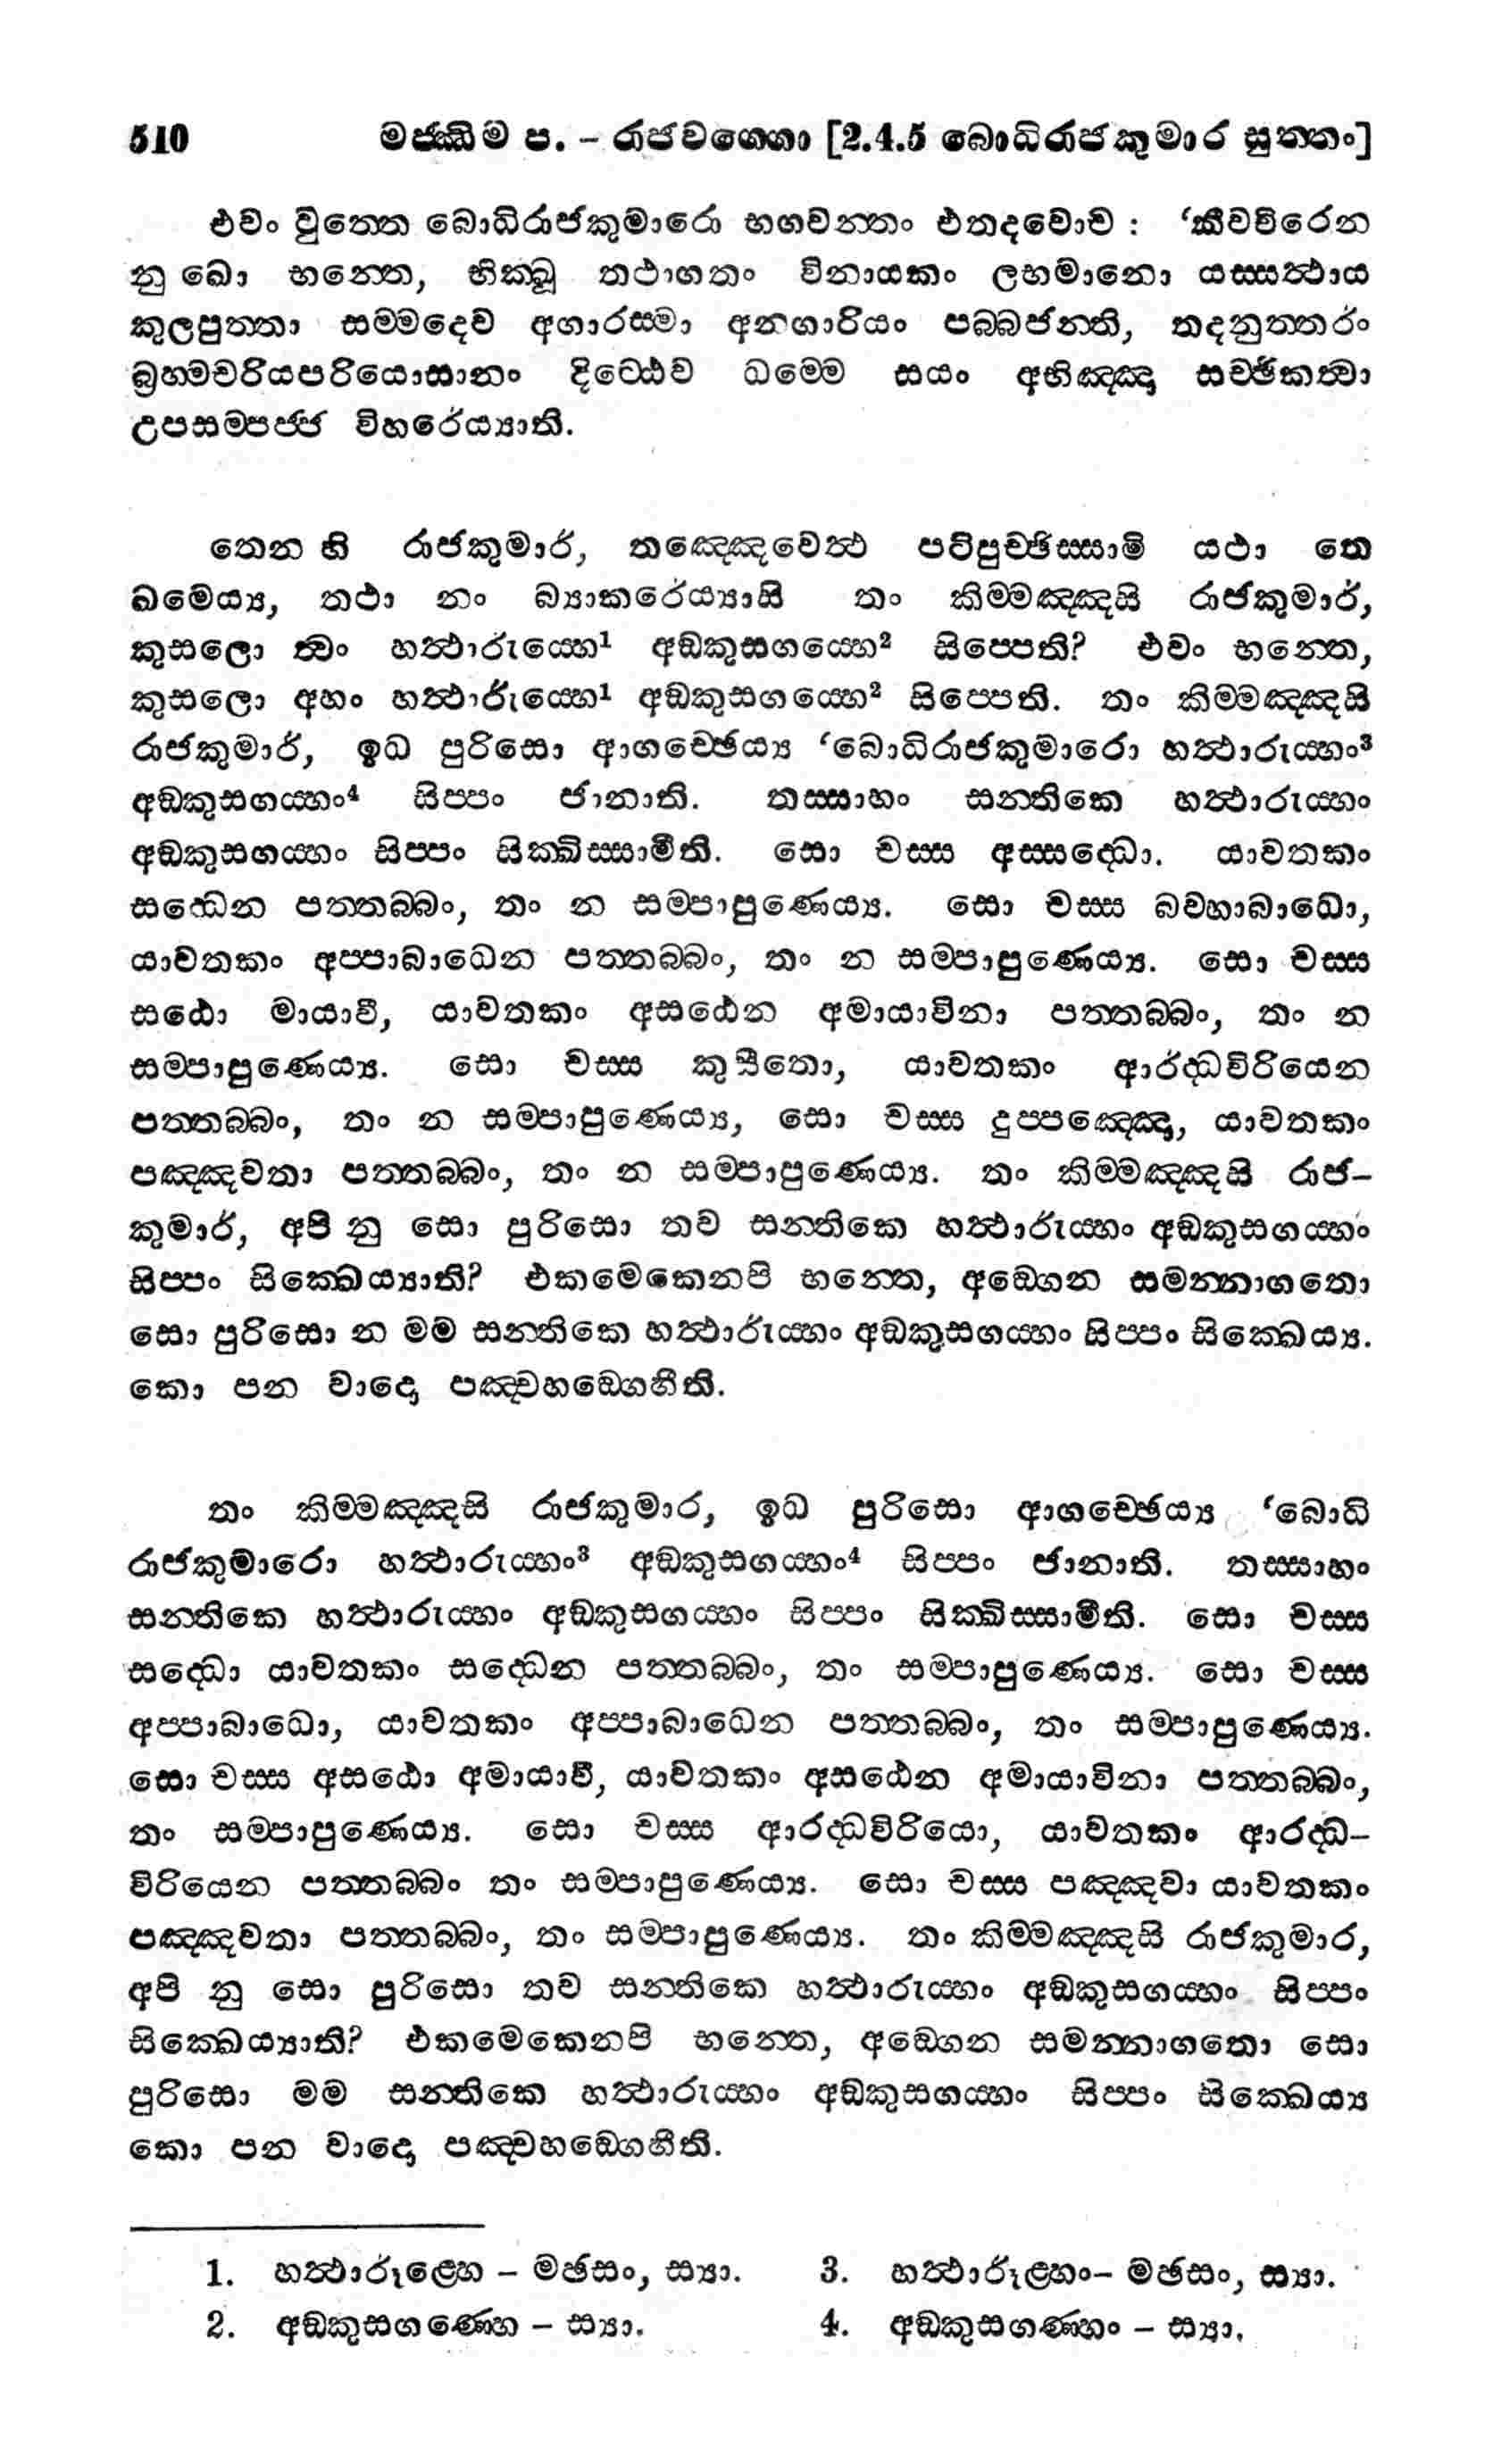 510 මජ්ඣිම ප. – රාජවග්ගො [2.4.5 බොධිරාජකුමාර සුත්තං]
එවං වුත්තෙ බොධිරාජකුමාරො භගවන්තං එතදවොච : ‘කීවචිරෙන
නු ඛො භන්තෙ, භික්ඛූ තථාගතං විනායකං ලභමානො යස්සත්ථාය
කුලපුත්තා සම්මදෙව අගාරස්මා අනගාරියං පබ්බජන්ති, තදනුත්තරං
බ්‍රහ්මචරියපරියොසානං දිට්ඨෙව ධම්මෙ සයං අභිඤ්ඤා සච්ඡිකත්වා
උපසම්පජ්ජ විහරෙය්‍යාති.
තෙන හි රාජකුමාර, තඤ්ඤෙවෙත්ථ පටිපුච්ඡිස්සාමි යථා තෙ
ඛමෙය්‍ය, තථා නං බ්‍යාකරෙය්‍යාසි තං කිම්මඤ්ඤසි රාජකුමාර,
කුසලො ත්වං හත්ථාරූය්හෙ¹ අඞ්කුසගය්හෙ² සිප්පෙති? එවං භන්තෙ,
කුසලො අහං හත්ථාරූය්හෙ¹ අඞ්කුසගය්හෙ² සිප්පෙති. තං කිම්මඤ්ඤසි
රාජකුමාර, ඉධ පුරිසො ආගච්ඡෙය්‍ය ‘බොධිරාජකුමාරො හත්ථාරූය්හං³
අඞ්කුසගය්හං⁴ සිප්පං ජානාති. තස්සාහං සන්තිකෙ හත්ථාරූය්හං
අඞ්කුසගය්හං සිප්පං සික්ඛිස්සාමීති. සො චස්ස අස්සද්ධො. යාවතකං
සද්ධෙන පත්තබ්බං, තං න සම්පාපුණෙය්‍ය. සො චස්ස බව්හාබාධො,
යාවතකං අප්පාබාධෙන පත්තබ්බං, තං න සම්පාපුණෙය්‍ය. සො චස්ස
සඨො මායාවී, යාවතකං අසඨෙන අමායාවිනා පත්තබ්බං, තං න
සම්පාපුණෙය්‍ය. සො චස්ස කුසීතො, යාවතකං ආරද්ධවිරියෙන
පත්තබ්බං, තං න සම්පාපුණෙය්‍ය, සො චස්ස දුප්පඤ්ඤො, යාවතකං
පඤ්ඤවතා පත්තබ්බං, තං න සම්පාපුණෙය්‍ය. තං කිම්මඤ්ඤසි රාජ–
කුමාර, අපි නු සො පුරිසො තව සන්තිකෙ හත්ථාරූය්හං අඞ්කුසගය්හං
සිප්පං සික්ඛෙය්‍යාති? එකමෙකෙනපි භන්තෙ, අඞ්ගෙන සමන්නාගතො
සො පුරිසො න මම සන්තිකෙ හත්ථාරූය්හං අඞ්කුසගය්හං සිප්පං සික්ඛෙය්‍ය.
කො පන වාදො පඤ්චහඞ්ගෙහීති.
තං කිම්මඤ්ඤසි රාජකුමාර, ඉධ පුරිසො ආගච්ඡෙය්‍ය ‘බොධි
රාජකුමාරො හත්ථාරූය්හං³ අඞ්කුසගය්හං⁴ සිප්පං ජානාති. තස්සාහං
සන්තිකෙ හත්ථාරූය්හං අඞ්කුසගය්හං සිප්පං සික්ඛිස්සාමීති. සො චස්ස
සද්ධො යාවතකං සද්ධෙන පත්තබ්බං, තං සම්පාපුණෙය්‍ය. සො චස්ස
අප්පාබාධො, යාවතකං අප්පාබාධෙන පත්තබ්බං, තං සම්පාපුණෙය්‍ය.
සො චස්ස අසඨො අමායාවී, යාවතකං අසඨෙන අමායාවිනා පත්තබ්බං,
තං සම්පාපුණෙය්‍ය. සො චස්ස ආරද්ධවිරියො, යාවතකං ආරද්ධ–
විරියෙන පත්තබ්බං තං සම්පාපුණෙය්‍ය. සො චස්ස පඤ්ඤවා යාවතකං
පඤ්ඤවතා පත්තබ්බං, තං සම්පාපුණෙය්‍ය. තං කිම්මඤ්ඤසි රාජකුමාර,
අපි නු සො පුරිසො තව සන්තිකෙ හත්ථාරූය්හං අඞ්කුසගය්හං සිප්පං
සික්ඛෙය්‍යාති? එකමෙකෙනපි භන්තෙ, අඞ්ගෙන සමන්නාගතො සො
පුරිසො මම සන්තිකෙ හත්ථාරූය්හං අඞ්කුසගය්හං සිප්පං සික්ඛෙය්‍ය
කො පන වාදො පඤ්චහඞ්ගෙහීති.
1. හත්ථාරූළ්හෙ – මඡසං, ස්‍යා. 3. හත්ථාරූළ්හං– මඡසං, ස්‍යා.
2. අඞ්කුසගණ්හෙ – ස්‍යා. 4. අඞ්කුසගණ්හං – ස්‍යා.